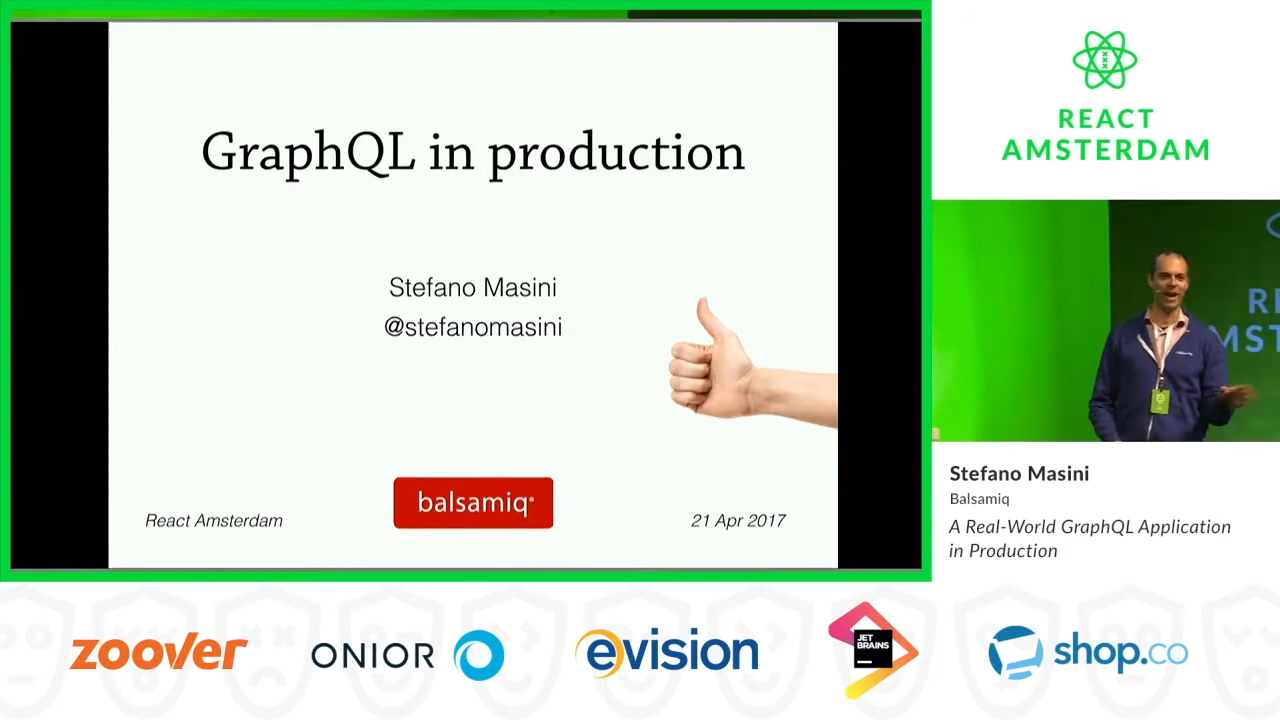 GraphQL in production
Stefano Masini
@stefanomasini
balsamiq®
React Amsterdam
21 Apr 2017
REACT
AMSTERDAM
Stefano Masini
Balsamiq
A Real-World GraphQL Application
in Production
zoover
ONIOR
evision
JET
BRAINS
shop.co